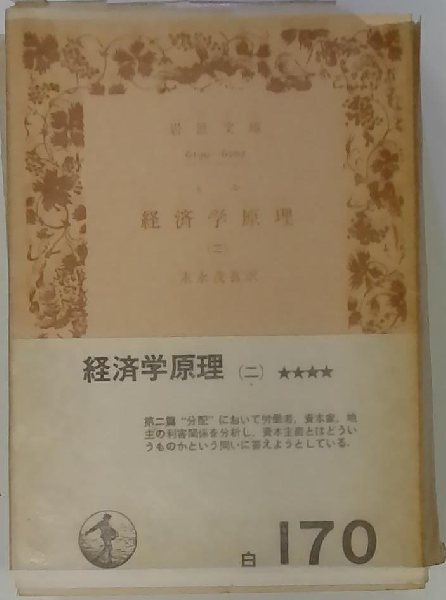 岩波文庫
ミル
経済学原理
(二)
末永茂喜訳
経済学原理 (二) ★★★★
第二篇“分配”において労働者，資本家，地
主の利害関係を分析し，資本主義とはどうい
うものかという問いに答えようとしている．
白 170